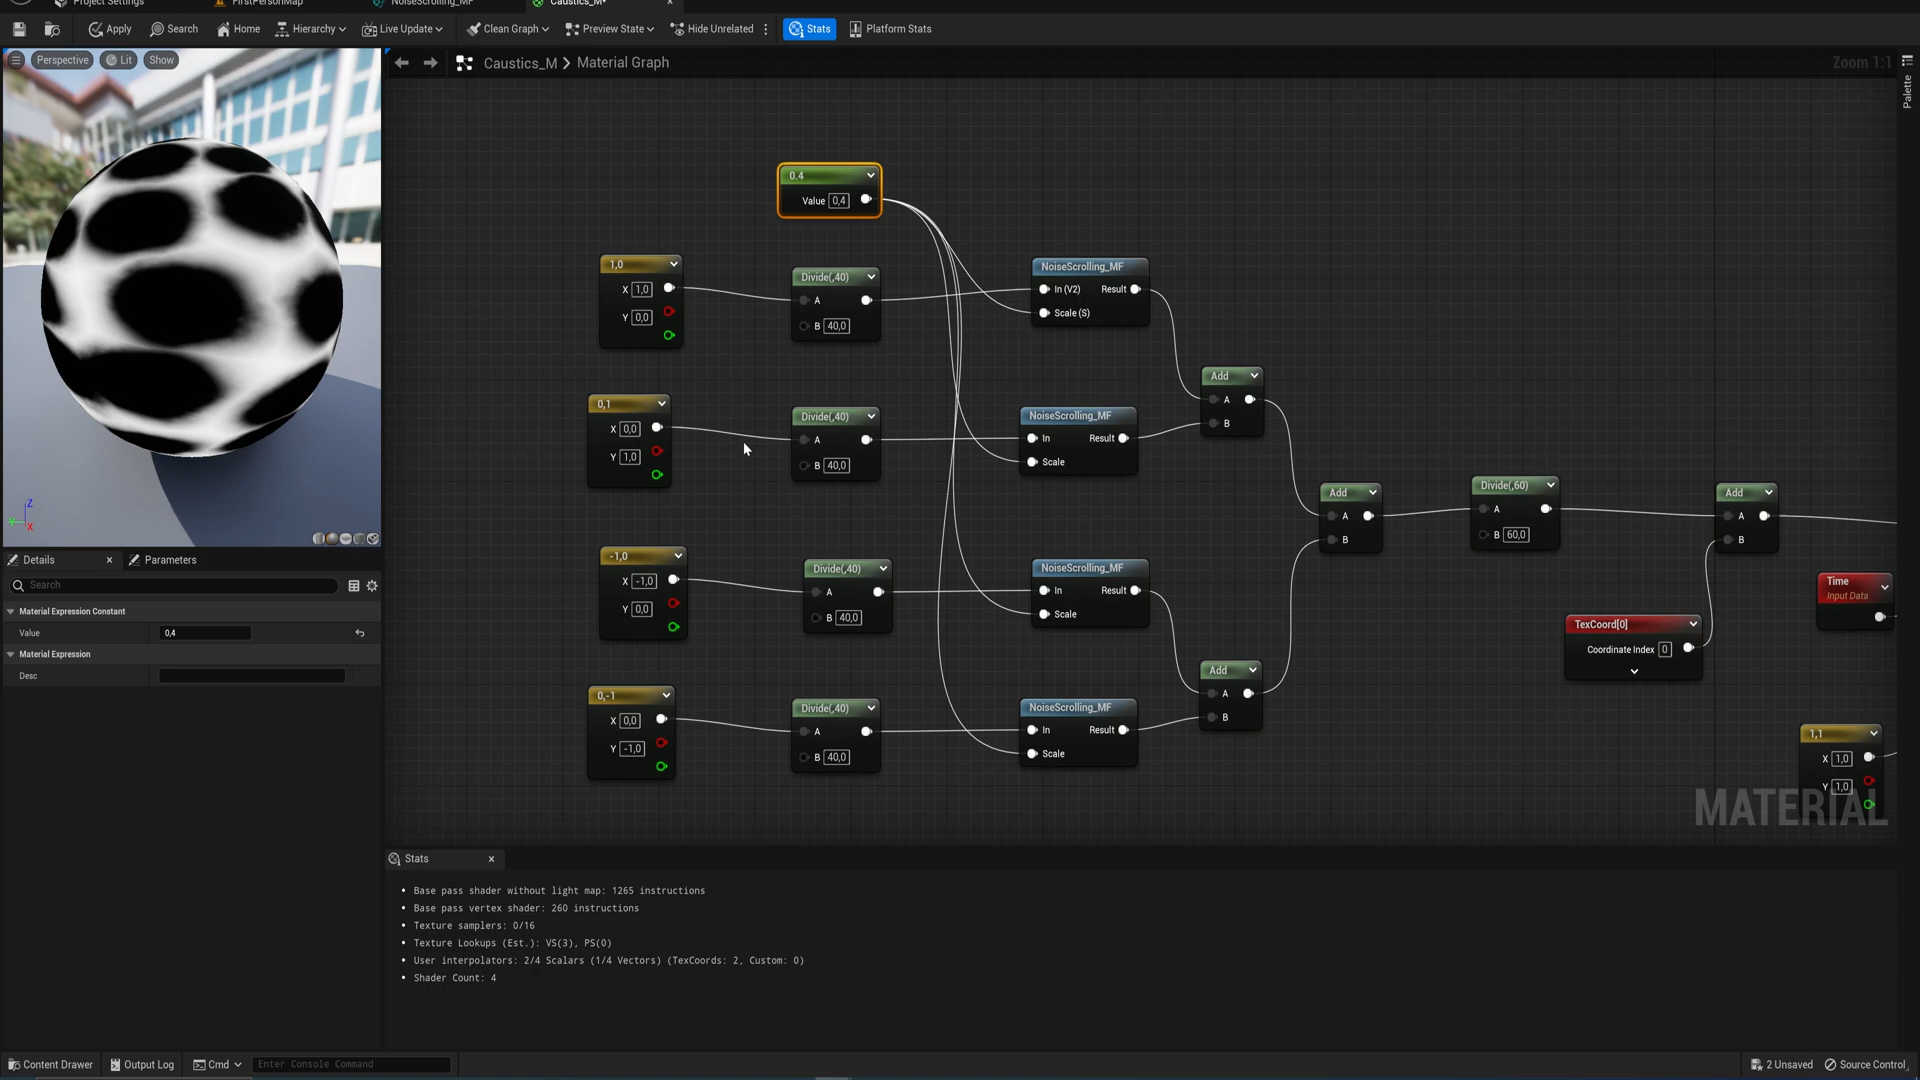 Project Settings
FirstPersonMap
NoiseScrolling_MF
Caustics_M•
Apply
Search
Home
Hierarchy
Live Update
Clean Graph
Preview State
Hide Unrelated
Stats
Platform Stats
Perspective
Lit
Show
Caustics_M > Material Graph
Zoom 1:1
Palette
0.4
Value 0,4
1,0
X 1,0
Y 0,0
Divide(,40)
A
B 40,0
NoiseScrolling_MF
In (V2) Result
Scale (S)
Add
A
B
0,1
X 0,0
Y 1,0
Divide(,40)
A
B 40,0
NoiseScrolling_MF
In Result
Scale
Add
A
B
Divide(,60)
A
B 60,0
Add
A
B
-1,0
X -1,0
Y 0,0
Divide(,40)
A
B 40,0
NoiseScrolling_MF
In Result
Scale
Time
Input Data
TexCoord[0]
Coordinate Index 0
Add
A
B
0,-1
X 0,0
Y -1,0
Divide(,40)
A
B 40,0
NoiseScrolling_MF
In Result
Scale
1,1
X 1,0
Y 1,0
MATERIAL
Z
Y
X
Details
Parameters
Search
Material Expression Constant
Value 0,4
Material Expression
Desc
Stats
• Base pass shader without light map: 1265 instructions
• Base pass vertex shader: 260 instructions
• Texture samplers: 0/16
• Texture Lookups (Est.): VS(3), PS(0)
• User interpolators: 2/4 Scalars (1/4 Vectors) (TexCoords: 2, Custom: 0)
• Shader Count: 4
Content Drawer
Output Log
Cmd
Enter Console Command
2 Unsaved
Source Control